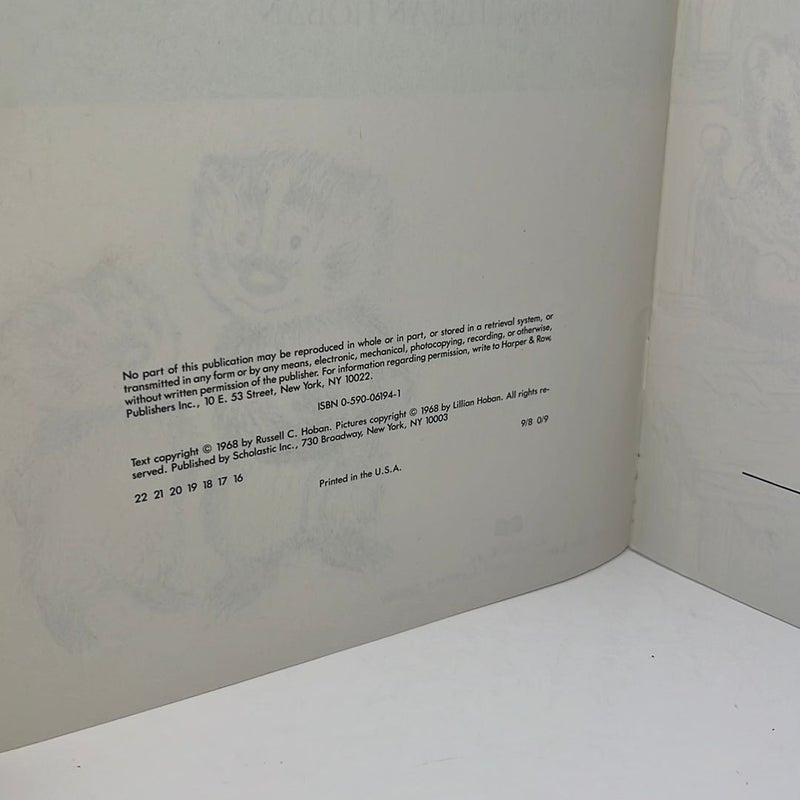 No part of this publication may be reproduced in whole or in part, or stored in a retrieval system, or
transmitted in any form or by any means, electronic, mechanical, photocopying, recording, or otherwise,
without written permission of the publisher. For information regarding permission, write to Harper & Row,
Publishers Inc., 10 E. 53 Street, New York, NY 10022.
ISBN 0-590-06194-1
Text copyright © 1968 by Russell C. Hoban. Pictures copyright © 1968 by Lillian Hoban. All rights re-
served. Published by Scholastic Inc., 730 Broadway, New York, NY 10003
22 21 20 19 18 17 16
9/8 0/9
Printed in the U.S.A.